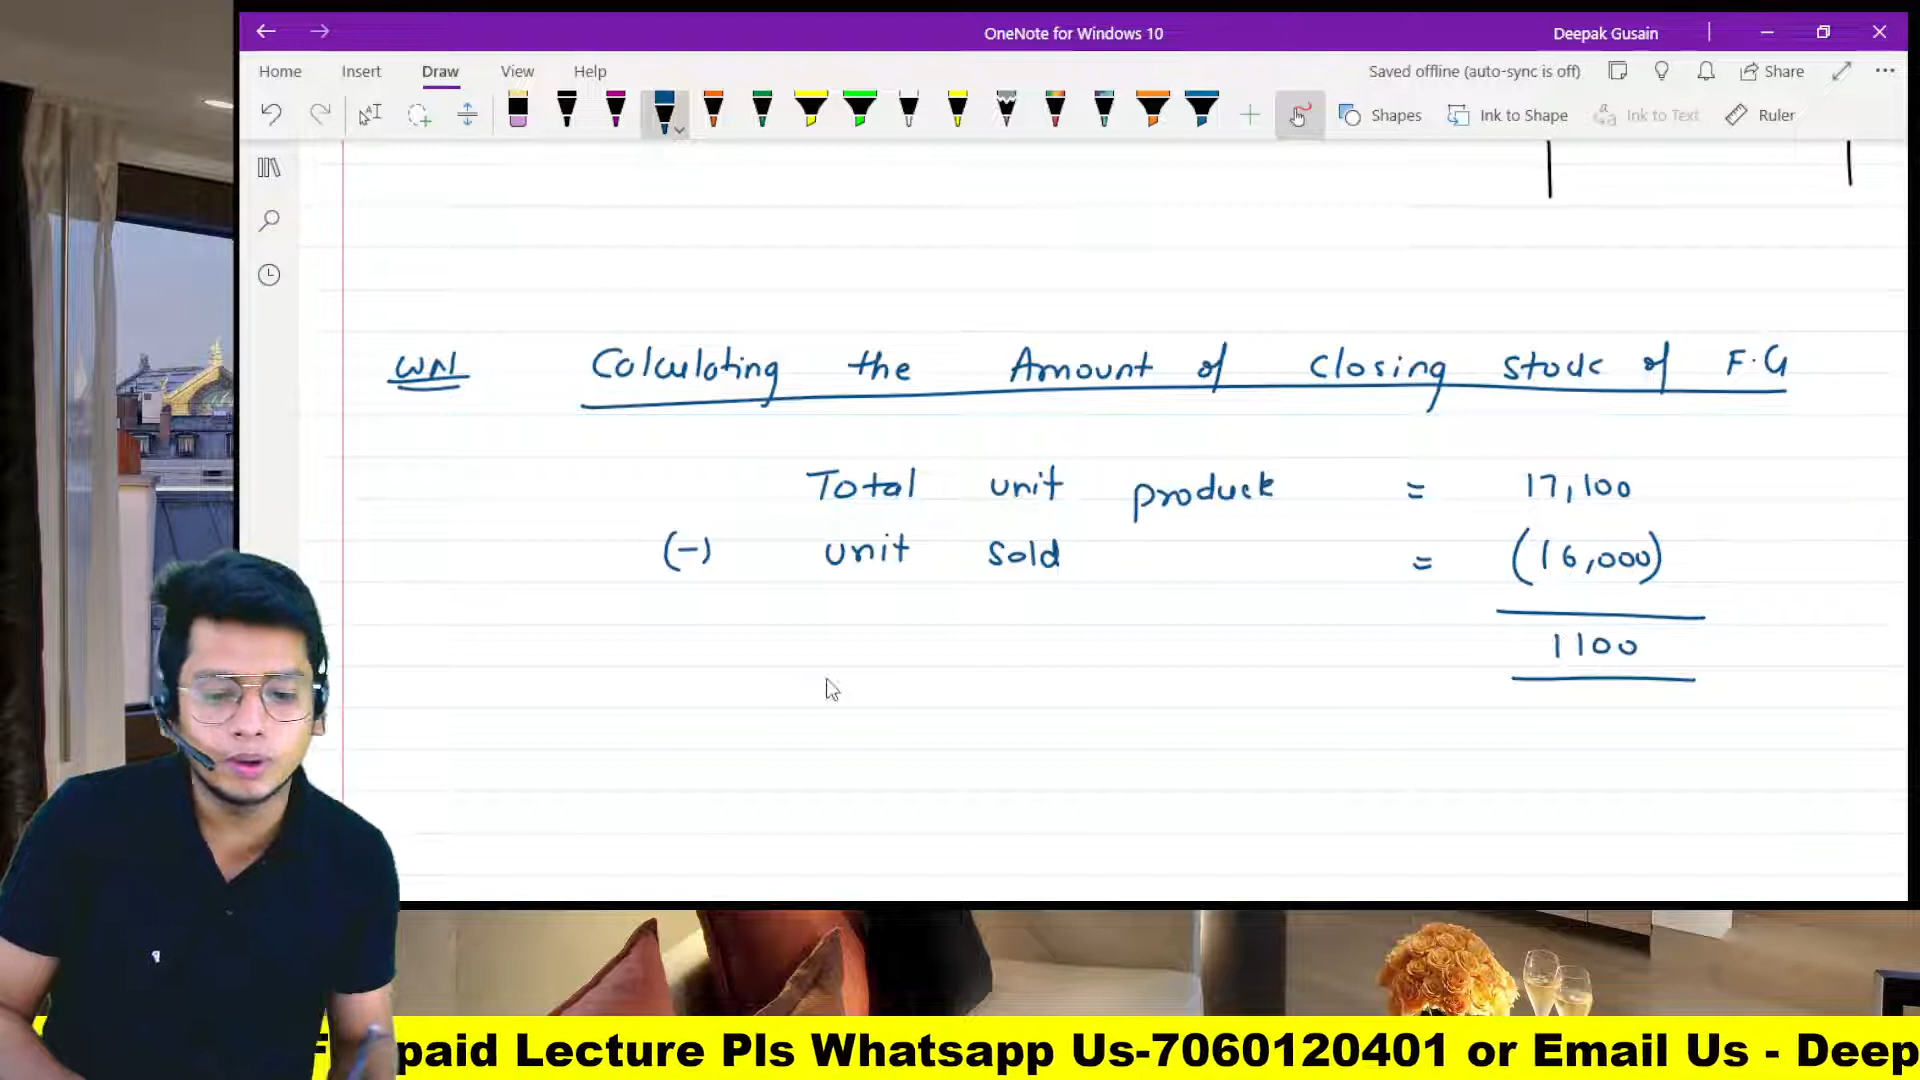 OneNote for Windows 10
Deepak Gusain
Home Insert Draw View Help
Saved offline (auto-sync is off)
Share
Shapes
Ink to Shape
Ink to Text
Ruler
WN Calculating the Amount of Closing Stock of F.G
Total unit produck = 17,100
(-) unit sold = (16,000)
1100
paid Lecture Pls Whatsapp Us-7060120401 or Email Us - Deep